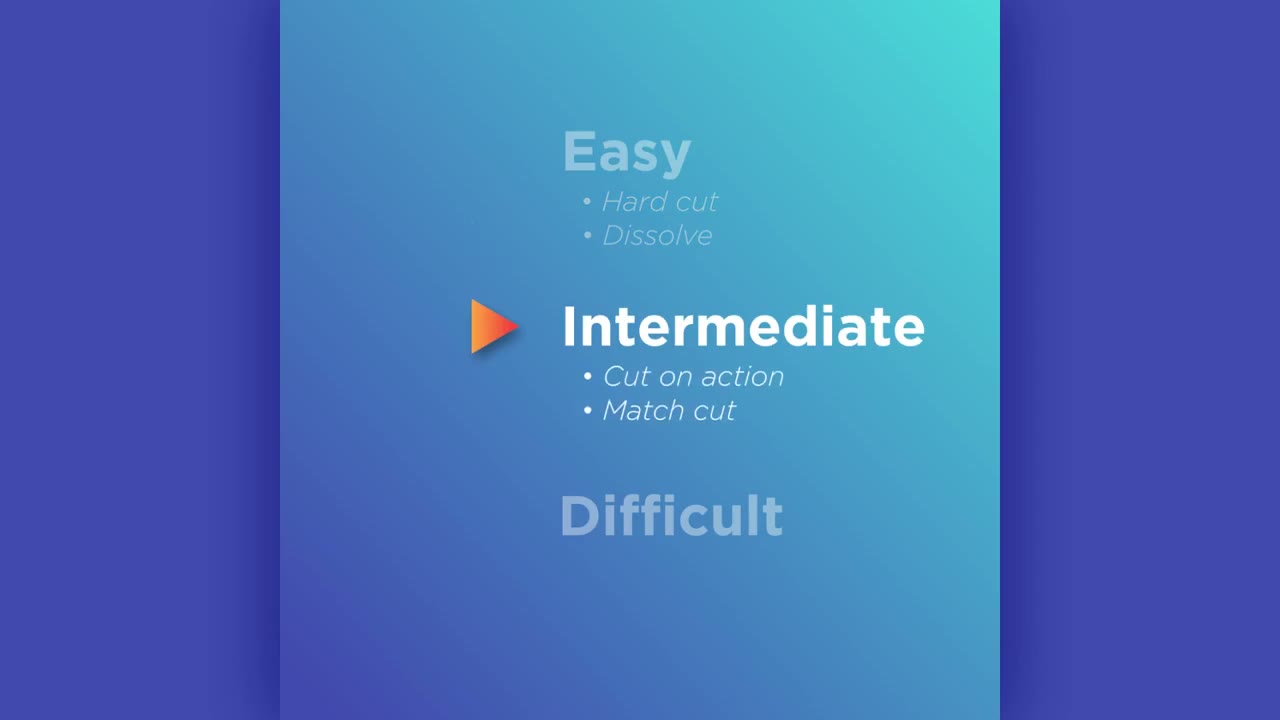 Easy
• Hard cut
• Dissolve
Intermediate
• Cut on action
• Match cut
Difficult